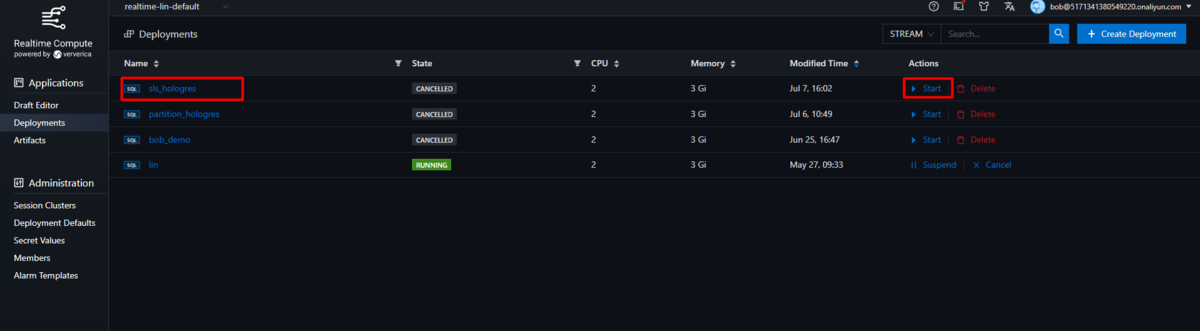 realtime-lin-default
bob@5171341380549220.onaliyun.com
Realtime Compute
powered by ververica
Applications
Draft Editor
Deployments
Artifacts
Administration
Session Clusters
Deployment Defaults
Secret Values
Members
Alarm Templates
Deployments
STREAM Search... + Create Deployment
Name State CPU Memory Modified Time Actions
SQL sls_hologres CANCELLED 2 3 Gi Jul 7, 16:02 Start Delete
SQL partition_hologres CANCELLED 2 3 Gi Jul 6, 10:49 Start Delete
SQL bob_demo CANCELLED 2 3 Gi Jun 25, 16:47 Start Delete
SQL lin RUNNING 2 3 Gi May 27, 09:33 Suspend Cancel